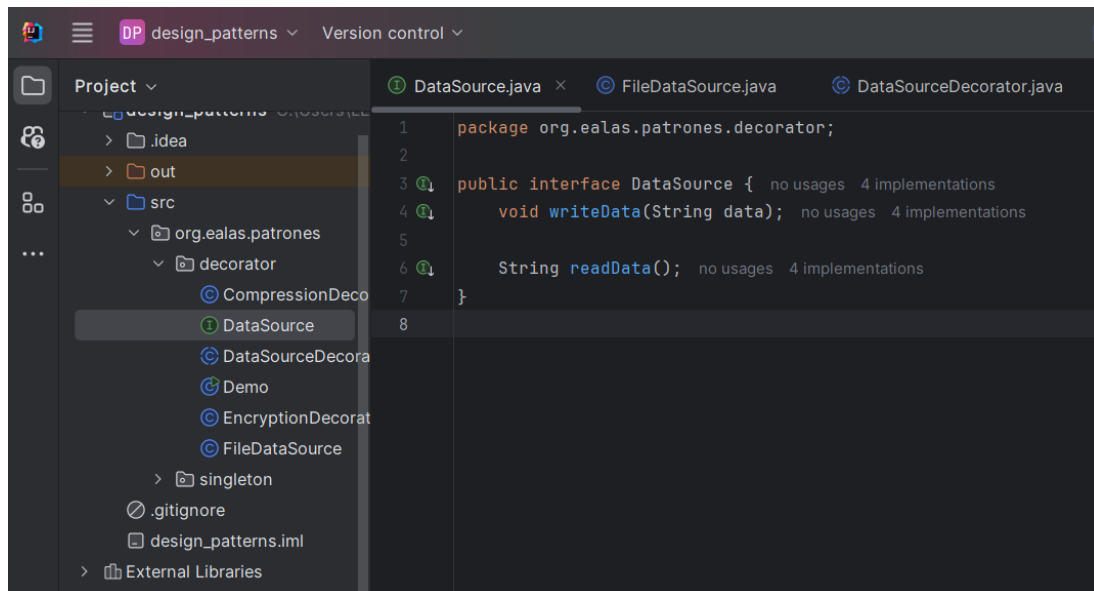 DP design_patterns Version control
Project
DataSource.java
FileDataSource.java
DataSourceDecorator.java
design_patterns
.idea
out
src
org.ealas.patrones
decorator
CompressionDeco
DataSource
DataSourceDecora
Demo
EncryptionDecorat
FileDataSource
singleton
.gitignore
design_patterns.iml
External Libraries
1 package org.ealas.patrones.decorator;
2
3 public interface DataSource { no usages 4 implementations
4 void writeData(String data); no usages 4 implementations
5
6 String readData(); no usages 4 implementations
7 }
8